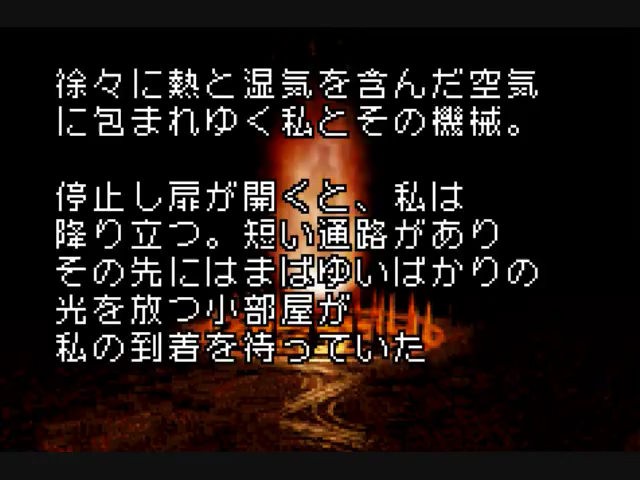 徐々に熱と湿気を含んだ空気
に包まれゆく私とその機械。
停止し扉が開くと、私は
降り立つ。短い通路があり
その先にはまばゆいばかりの
光を放つ小部屋が
私の到着を待っていた